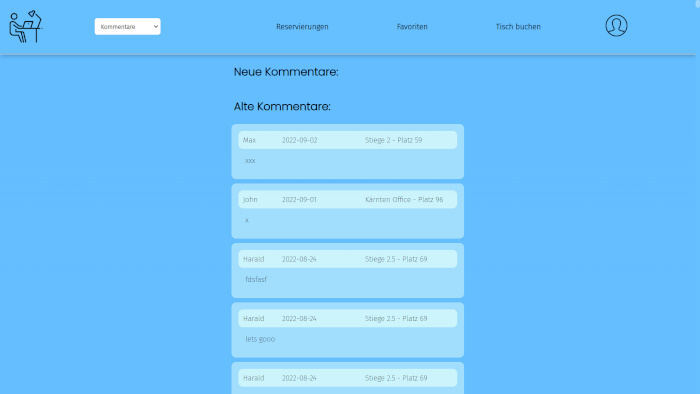 Kommentare
Reservierungen
Favoriten
Tisch buchen
Neue Kommentare:
Alte Kommentare:
Max 2022-09-02 Stiege 2 - Platz 59
xxx
John 2022-09-01 Kärnten Office - Platz 96
x
Harald 2022-08-24 Stiege 2.5 - Platz 69
fdsfasf
Harald 2022-08-24 Stiege 2.5 - Platz 69
lets gooo
Harald 2022-08-24 Stiege 2.5 - Platz 69